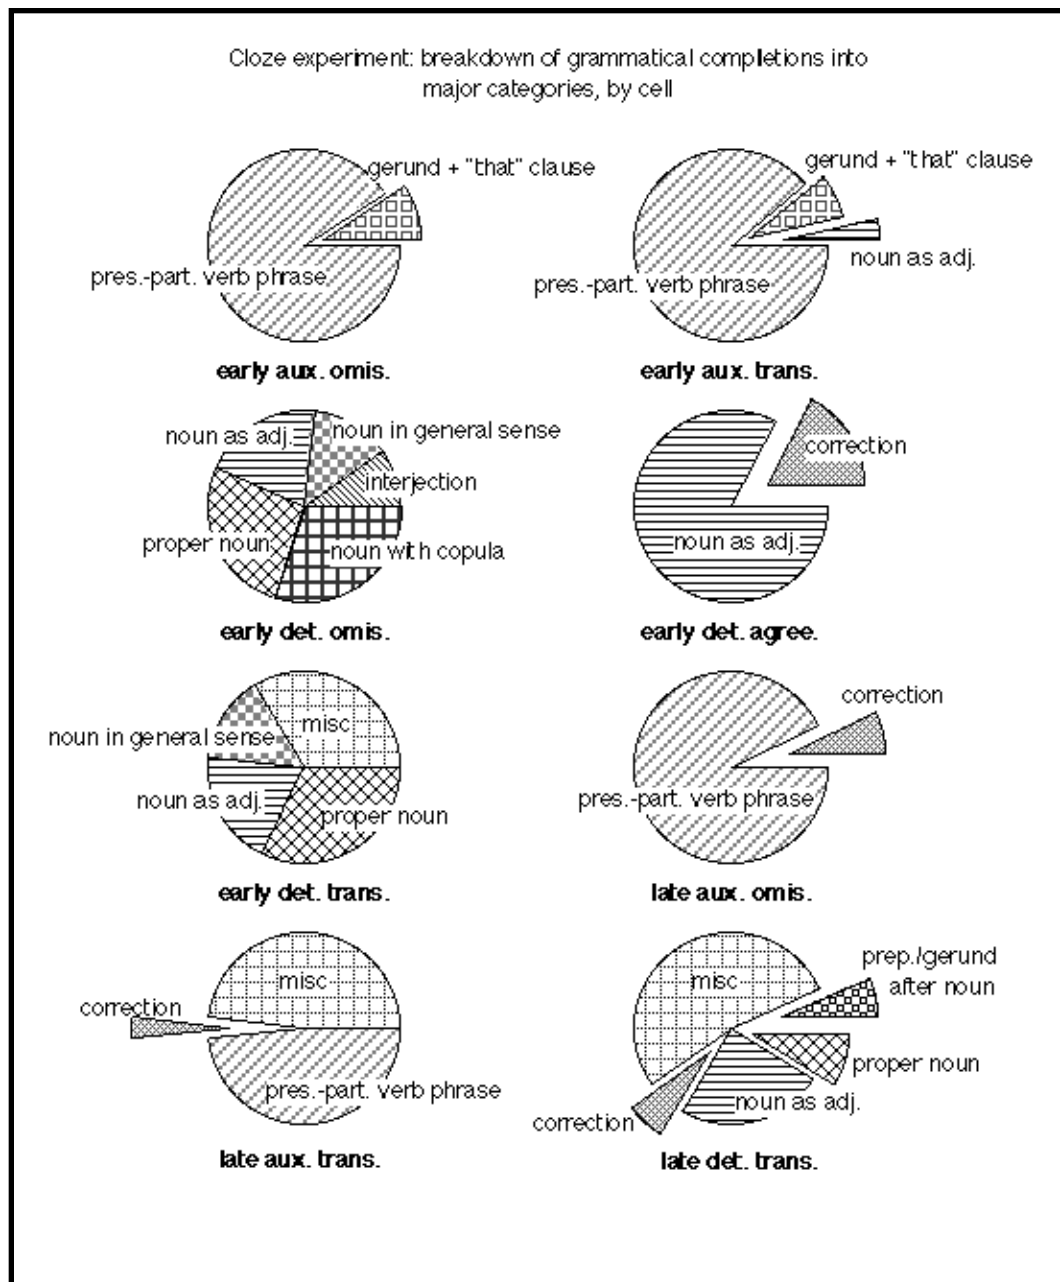 Cloze experiment: breakdown of grammatical completions into
major categories, by cell
gerund + "that" clause
pres.-part. verb phrase
early aux. omis.
gerund + "that" clause
noun as adj.
pres.-part. verb phrase
early aux. trans.
noun as adj.
noun in general sense
interjection
proper noun
noun with copula
early det. omis.
correction
noun as adj.
early det. agree.
misc
noun in general sense
noun as adj.
proper noun
early det. trans.
correction
pres.-part. verb phrase
late aux. omis.
misc
correction
pres.-part. verb phrase
late aux. trans.
prep./gerund
after noun
misc
proper noun
noun as adj.
correction
late det. trans.